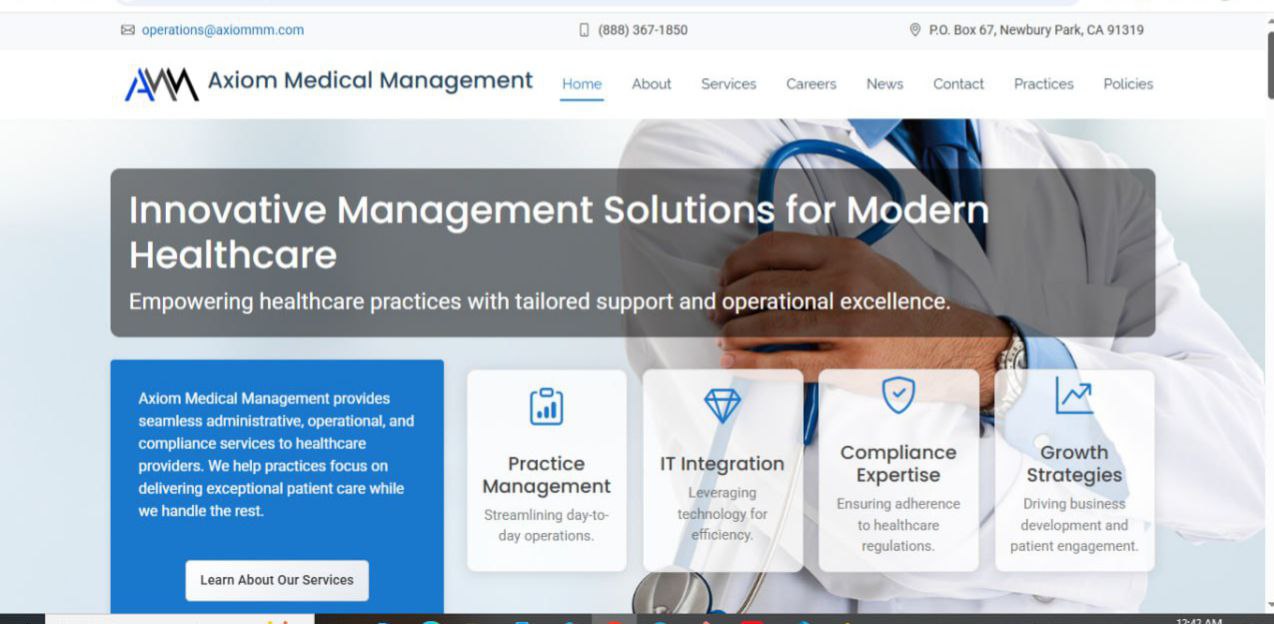 operations@axiommm.com
(888) 367-1850
P.O. Box 67, Newbury Park, CA 91319
AMM
Axiom Medical Management
Home
About
Services
Careers
News
Contact
Practices
Policies
Innovative Management Solutions for Modern
Healthcare
Empowering healthcare practices with tailored support and operational excellence.
Axiom Medical Management provides
seamless administrative, operational, and
compliance services to healthcare
providers. We help practices focus on
delivering exceptional patient care while
we handle the rest.
Learn About Our Services
Practice
Management
Streamlining day-to-
day operations.
IT Integration
Leveraging
technology for
efficiency.
Compliance
Expertise
Ensuring adherence
to healthcare
regulations.
Growth
Strategies
Driving business
development and
patient engagement.
12:42 AM